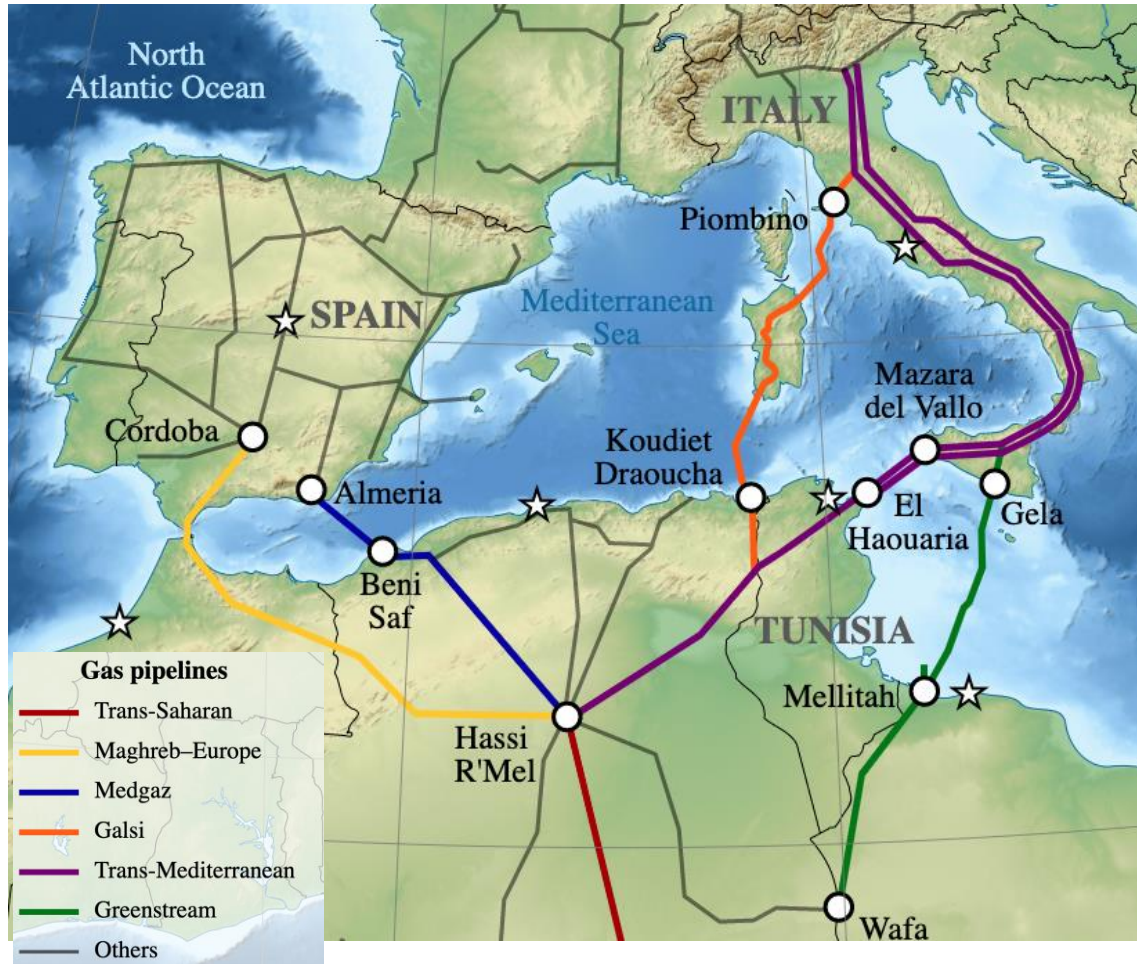 North
Atlantic Ocean
ITALY
Piombino
Mediterranean
Sea
SPAIN
Mazara
del Vallo
Cordoba
Koudiet
Draoucha
Almeria
El
Haouaria
Gela
Beni
Saf
TUNISIA
Mellitah
Hassi
R'Mel
Wafa
Gas pipelines
Trans-Saharan
Maghreb–Europe
Medgaz
Galsi
Trans-Mediterranean
Greenstream
Others